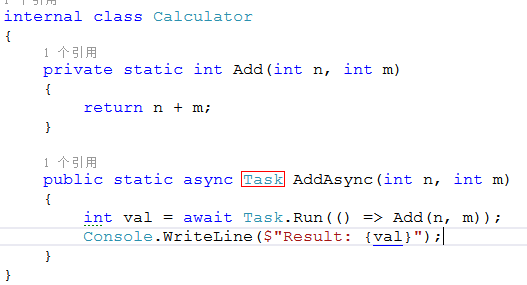 1 个引用
internal class Calculator
{
1 个引用
private static int Add(int n, int m)
{
return n + m;
}
1 个引用
public static async Task AddAsync(int n, int m)
{
int val = await Task.Run(() => Add(n, m));
Console.WriteLine($"Result: {val}");
}
}